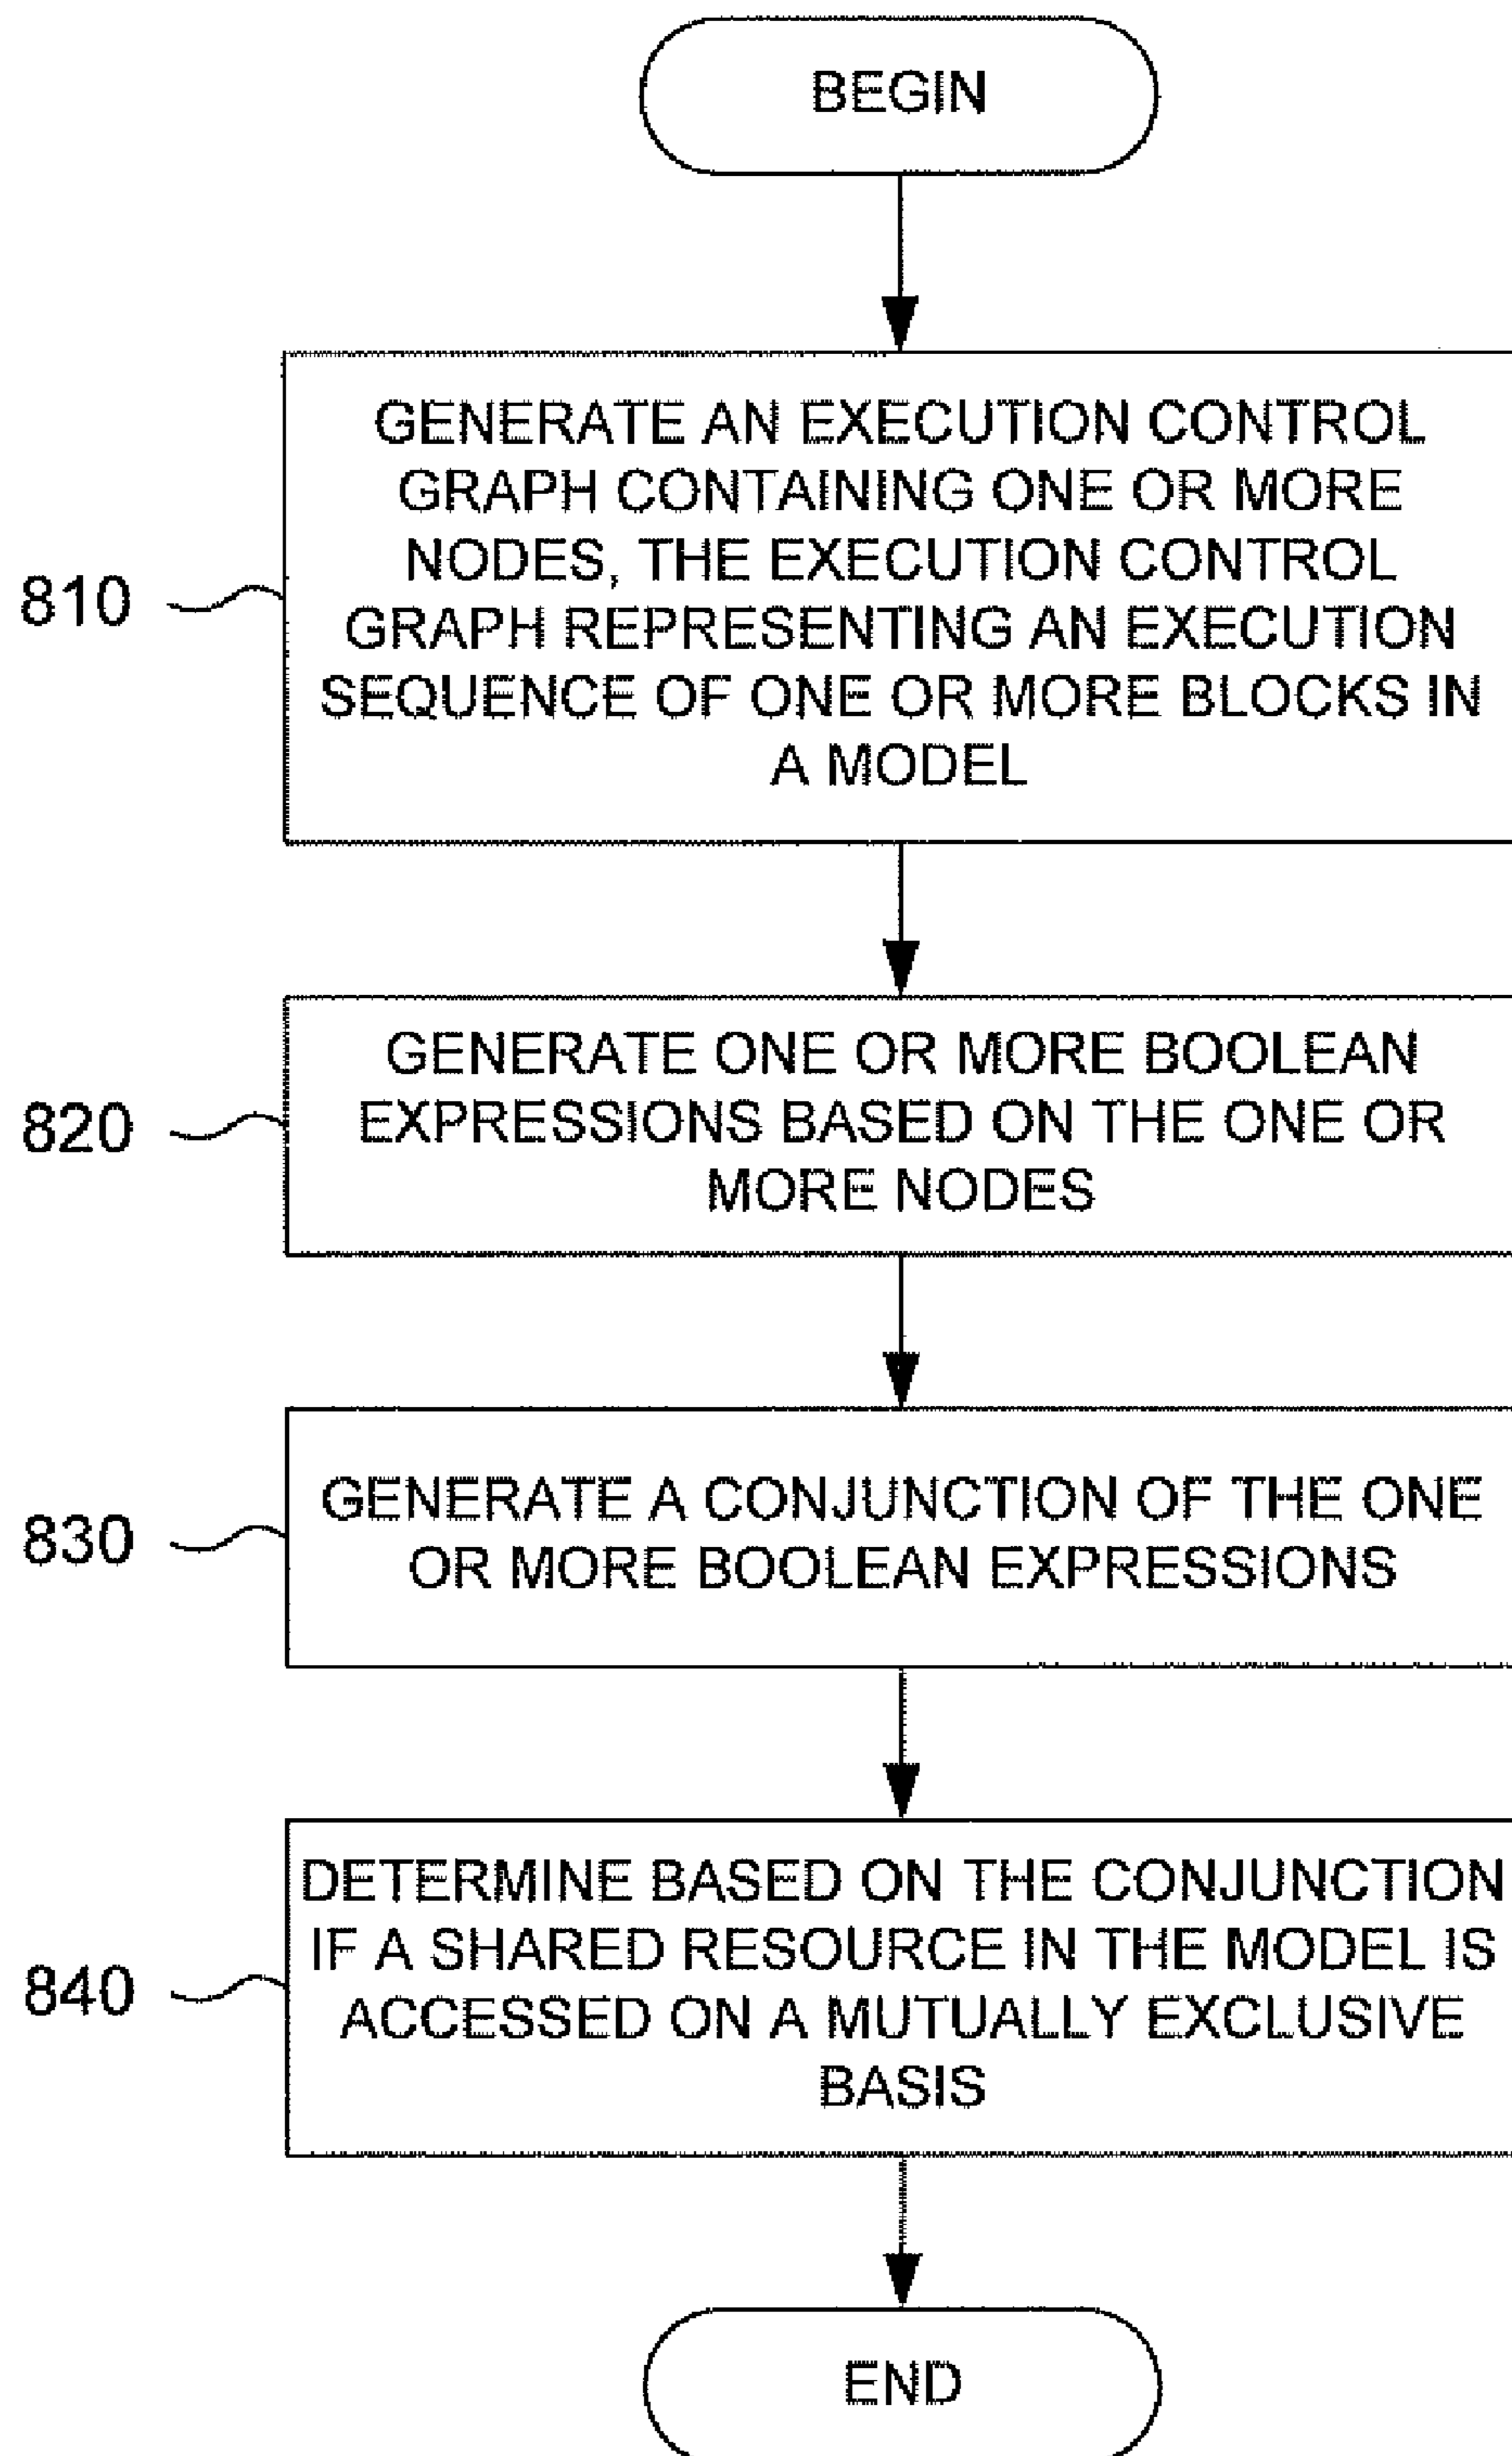 BEGIN
GENERATE AN EXECUTION CONTROL
GRAPH CONTAINING ONE OR MORE
NODES, THE EXECUTION CONTROL
GRAPH REPRESENTING AN EXECUTION
SEQUENCE OF ONE OR MORE BLOCKS IN
A MODEL
810
GENERATE ONE OR MORE BOOLEAN
EXPRESSIONS BASED ON THE ONE OR
MORE NODES
820
GENERATE A CONJUNCTION OF THE ONE
OR MORE BOOLEAN EXPRESSIONS
830
DETERMINE BASED ON THE CONJUNCTION
IF A SHARED RESOURCE IN THE MODEL IS
ACCESSED ON A MUTUALLY EXCLUSIVE
BASIS
840
END